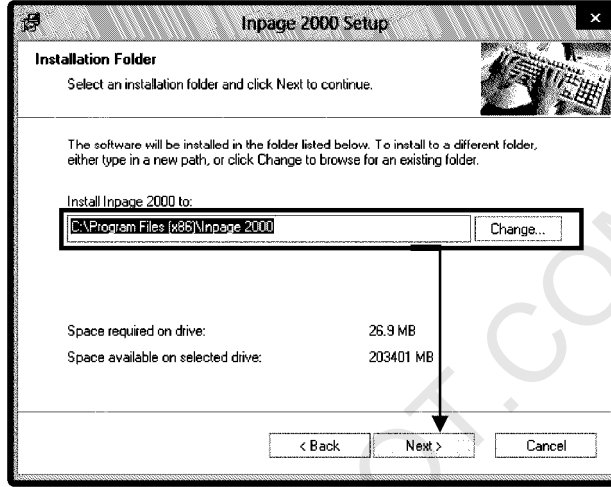 Inpage 2000 Setup
Installation Folder
Select an installation folder and click Next to continue.
The software will be installed in the folder listed below. To install to a different folder,
either type in a new path, or click Change to browse for an existing folder.
Install Inpage 2000 to:
C:\Program Files (x86)\Inpage 2000
Change...
Space required on drive: 26.9 MB
Space available on selected drive: 203401 MB
< Back Next > Cancel